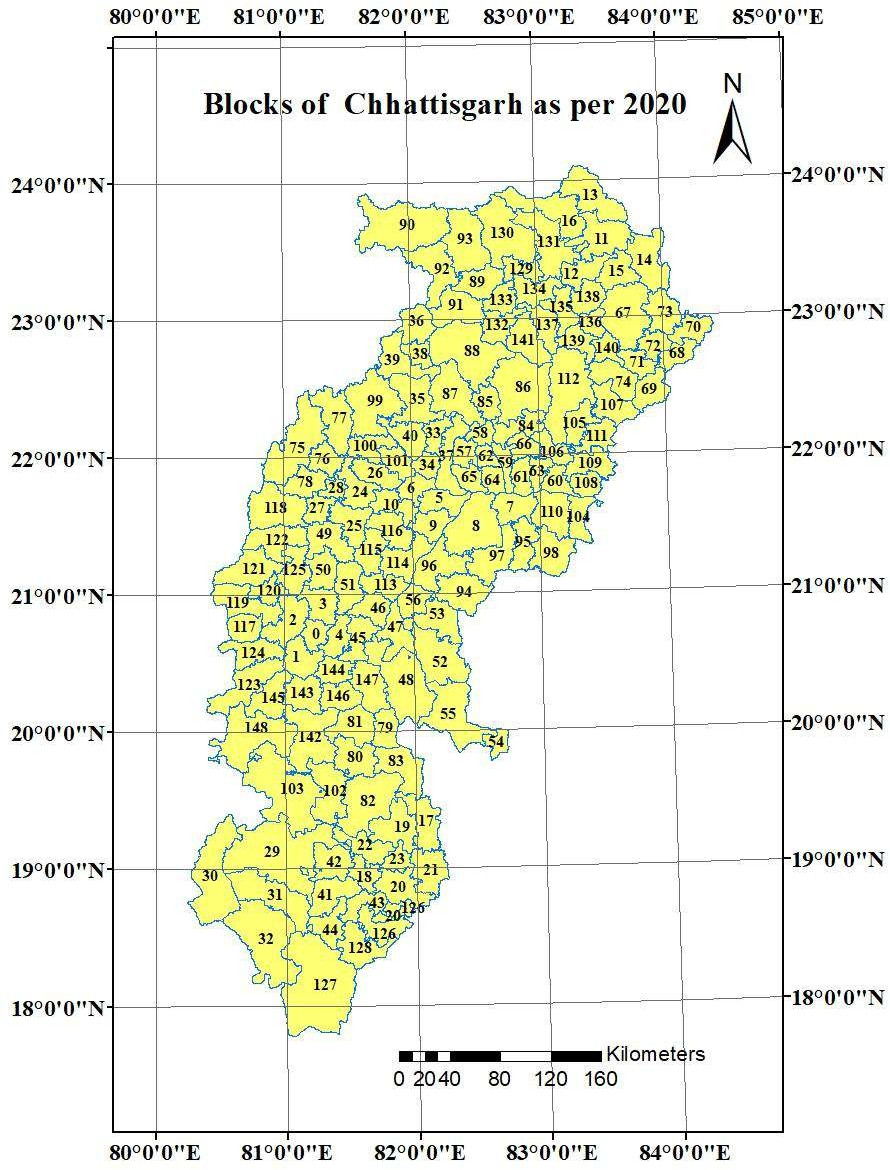 80°0'0"E 81°0'0"E 82°0'0"E 83°0'0"E 84°0'0"E 85°0'0"E
N
Blocks of Chhattisgarh as per 2020
24°0'0"N 24°0'0"N
13
90 16
93 130 131 11
92 129 12 15 14
89 134
91 133 135 138
23°0'0"N 67 73 23°0'0"N
36 132 137 136 70
141 139 140 72
39 38 88 71 68
86 112 74 69
99 35 87 85 107
77 105
40 33 58 84 111
75 100 66
22°0'0"N 76 101 34 37 57 62 59 106 109 22°0'0"N
26 65 64 61 63 60 108
78 28 24 6
118 27 10 5 7
25 116 9 8 110 104
122 49 115 95
121 125 50 114 96 97 98
21°0'0"N 120 51 113 94 21°0'0"N
119 3 46 56 53
117 2 0 4 45 47
124 1 52
144 147 48
123 145 143 146
81 79 55
20°0'0"N 148 142 54 20°0'0"N
80 83
103 102 82
19 17
29 22
42 23
19°0'0"N 30 18 21 19°0'0"N
31 41 20
43 20 126
32 44 126
128
127
18°0'0"N 18°0'0"N
Kilometers
0 20 40 80 120 160
80°0'0"E 81°0'0"E 82°0'0"E 83°0'0"E 84°0'0"E